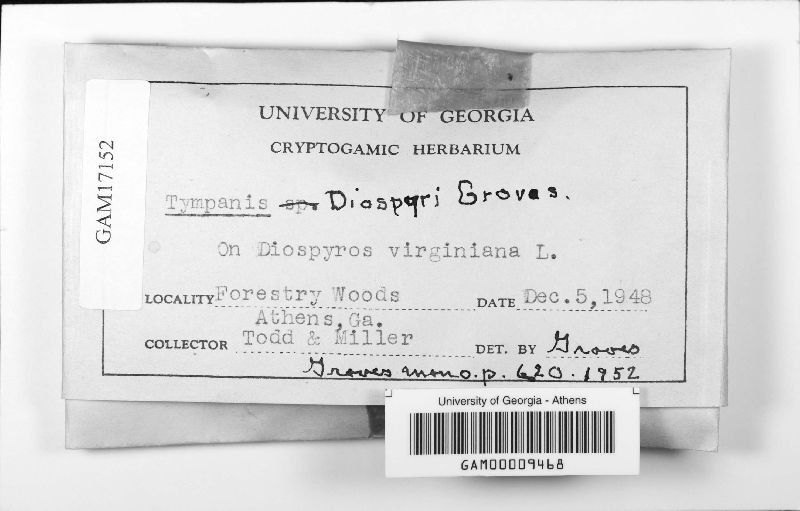 UNIVERSITY OF GEORGIA
CRYPTOGAMIC HERBARIUM
GAM17152
Tympanis sp. Diospyri Groves.
On Diospyros virginiana L.
LOCALITY Forestry Woods DATE Dec. 5, 1948
Athens, Ga.
COLLECTOR Todd & Miller DET. BY Groves
Groves mono. p. 620. 1952
University of Georgia - Athens
GAM00009468